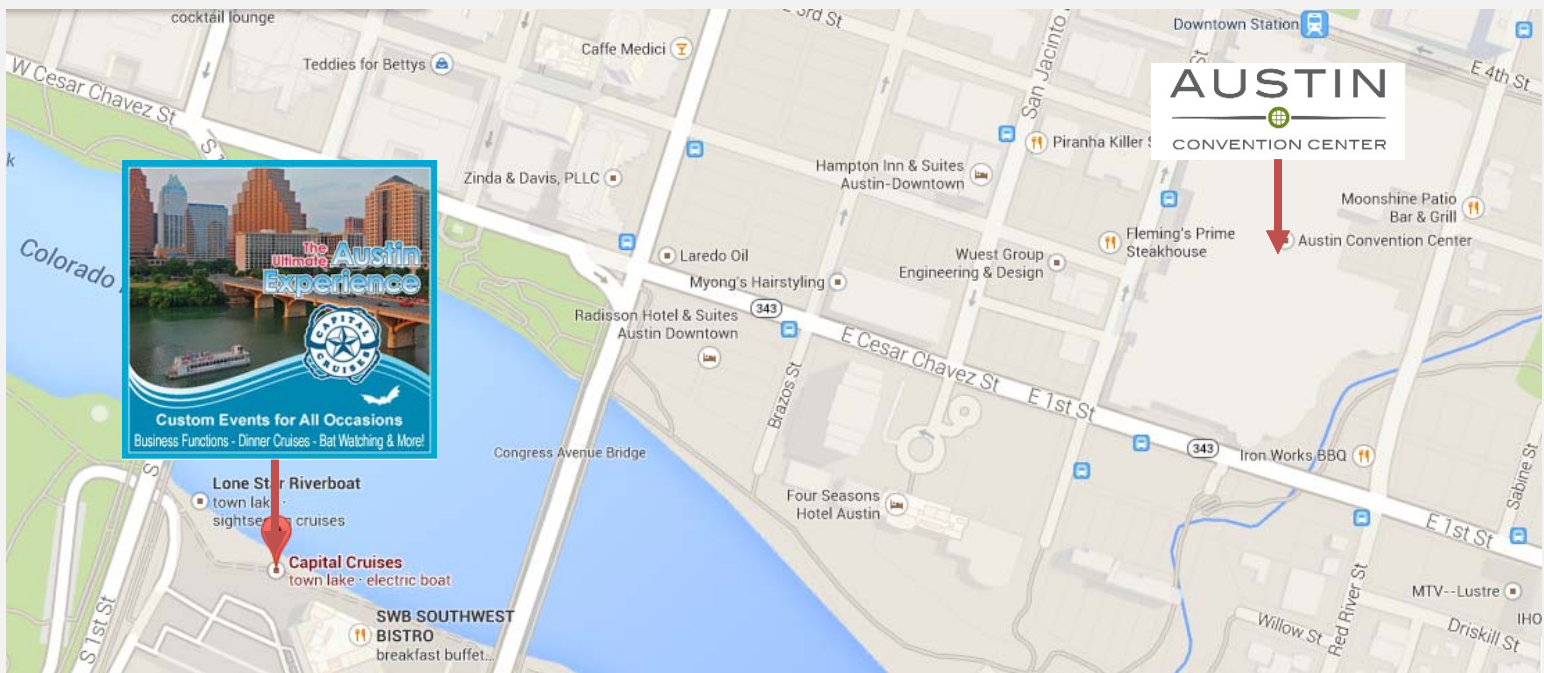 cocktail lounge
Teddies for Bettys
Caffe Medici
E 3rd St
San Jacinto
Downtown Station
E 4th St
W Cesar Chavez St
AUSTIN
CONVENTION CENTER
Piranha Killer
Hampton Inn & Suites
Austin-Downtown
Zinda & Davis, PLLC
Moonshine Patio
Bar & Grill
Fleming's Prime
Steakhouse
Austin Convention Center
Wuest Group
Engineering & Design
Laredo Oil
Myong's Hairstyling
Colorado
The
Ultimate
Austin
Experience
CAPITAL
CRUISES
Custom Events for All Occasions
Business Functions - Dinner Cruises - Bat Watching & More!
Radisson Hotel & Suites
Austin Downtown
343
E Cesar Chavez St
E 1st St
Brazos St
Congress Avenue Bridge
343
Iron Works BBQ
Sabine St
Four Seasons
Hotel Austin
E 1st St
Lone Star Riverboat
town lake ·
sightseeing cruises
Capital Cruises
town lake · electric boat
SWB SOUTHWEST
BISTRO
breakfast buffet...
S 1st St
Willow St
Red River St
MTV--Lustre
IHO
Driskill St